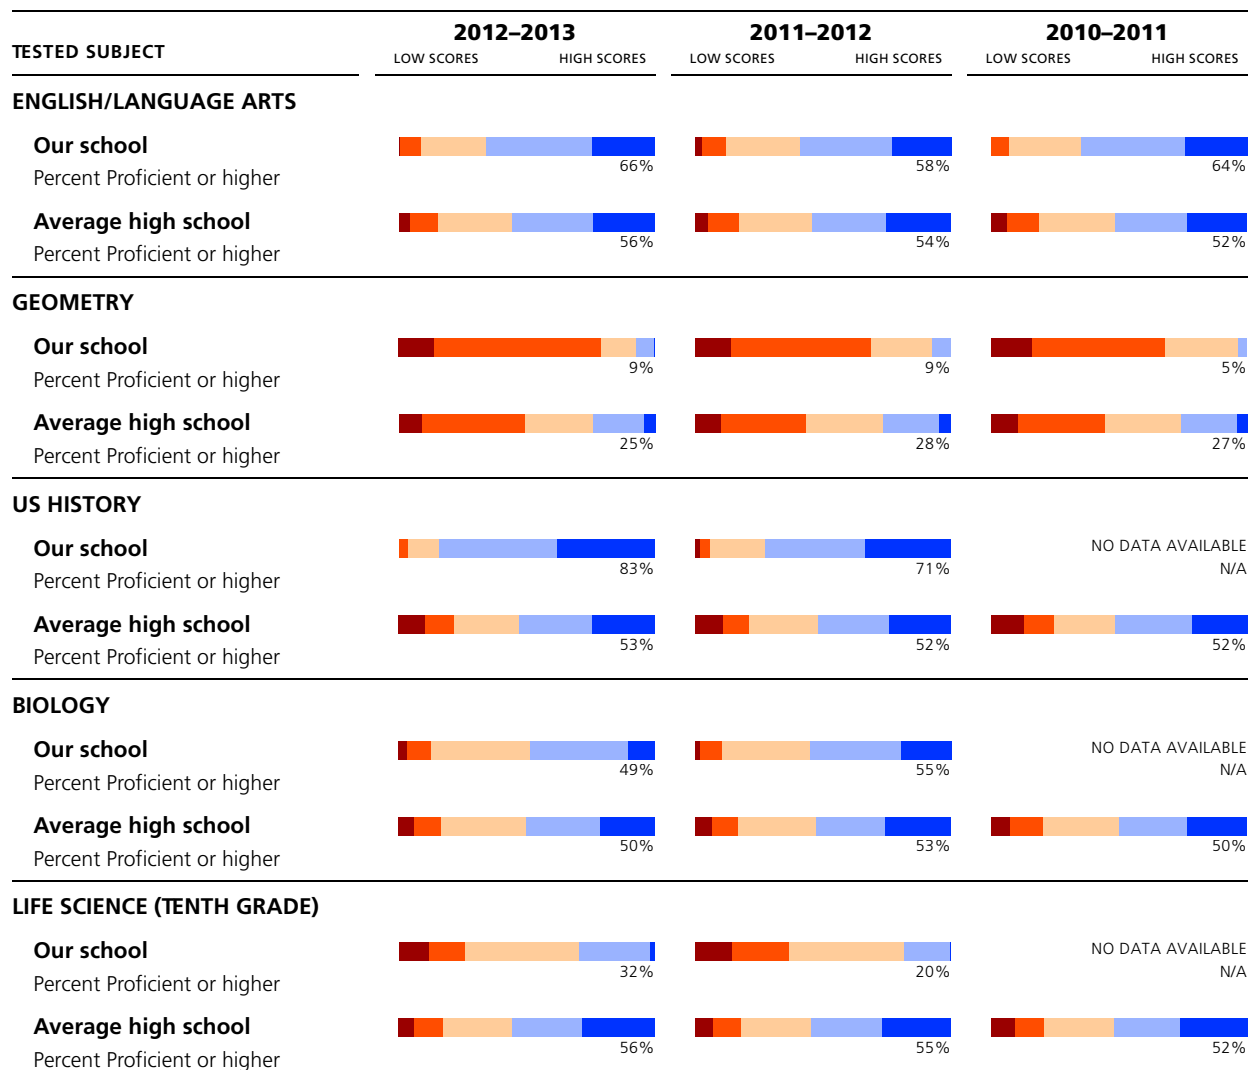 2012–2013 2011–2012 2010–2011
TESTED SUBJECT LOW SCORES HIGH SCORES LOW SCORES HIGH SCORES LOW SCORES HIGH SCORES
ENGLISH/LANGUAGE ARTS
Our school
66% 58% 64%
Percent Proficient or higher
Average high school
56% 54% 52%
Percent Proficient or higher
GEOMETRY
Our school
9% 9% 5%
Percent Proficient or higher
Average high school
25% 28% 27%
Percent Proficient or higher
US HISTORY
Our school NO DATA AVAILABLE
83% 71% N/A
Percent Proficient or higher
Average high school
53% 52% 52%
Percent Proficient or higher
BIOLOGY
Our school NO DATA AVAILABLE
49% 55% N/A
Percent Proficient or higher
Average high school
50% 53% 50%
Percent Proficient or higher
LIFE SCIENCE (TENTH GRADE)
Our school NO DATA AVAILABLE
32% 20% N/A
Percent Proficient or higher
Average high school
56% 55% 52%
Percent Proficient or higher